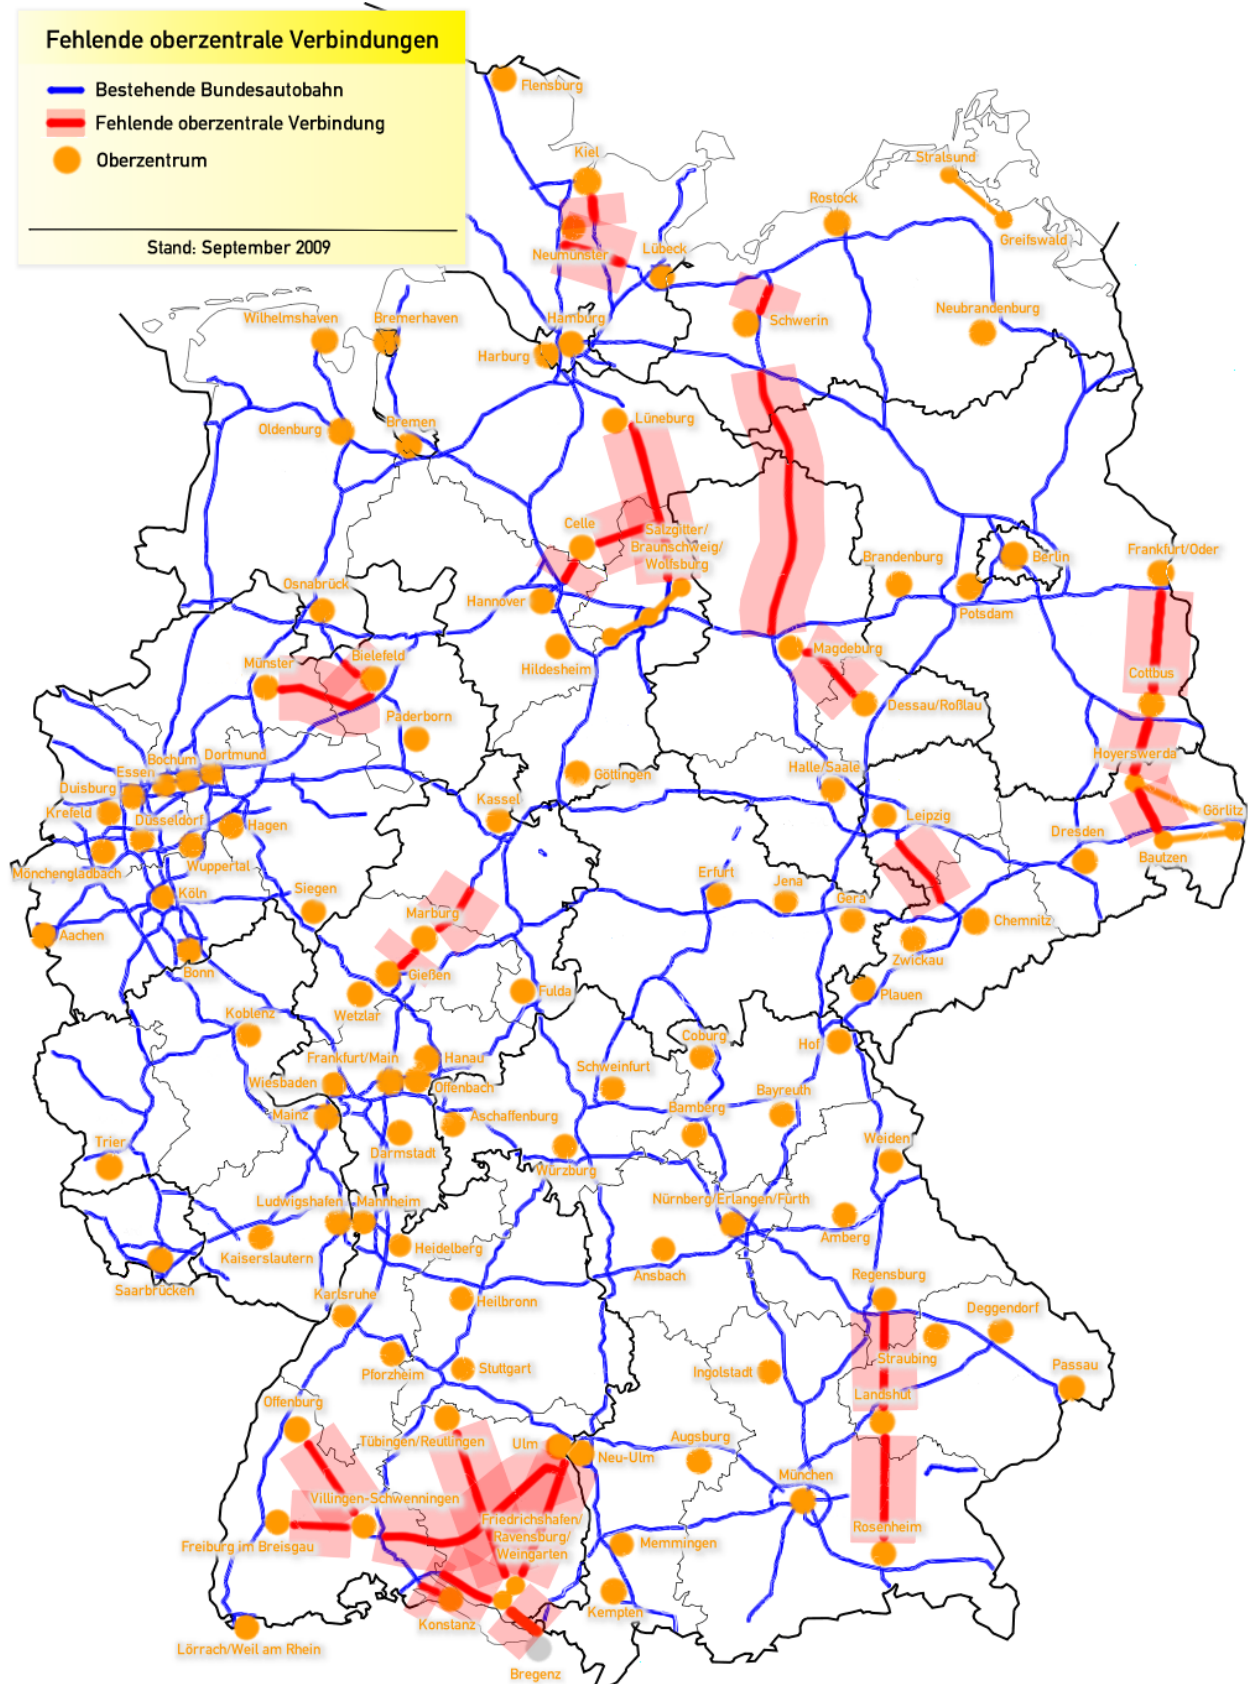 Fehlende oberzentrale Verbindungen
Bestehende Bundesautobahn
Fehlende oberzentrale Verbindung
Oberzentrum
Stand: September 2009
Flensburg
Kiel
Stralsund
Rostock
Greifswald
Neumünster
Lübeck
Wilhelmshaven
Bremerhaven
Hamburg
Schwerin
Neubrandenburg
Harburg
Oldenburg
Bremen
Lüneburg
Celle
Salzgitter/
Braunschweig/
Wolfsburg
Brandenburg
Berlin
Frankfurt/Oder
Osnabrück
Hannover
Potsdam
Hildesheim
Magdeburg
Münster
Bielefeld
Cottbus
Dessau/Roßlau
Paderborn
Hoyerswerda
Bochum
Dortmund
Essen
Göttingen
Halle/Saale
Duisburg
Kassel
Görlitz
Krefeld
Düsseldorf
Hagen
Leipzig
Dresden
Bautzen
Mönchengladbach
Wuppertal
Köln
Siegen
Erfurt
Jena
Gera
Marburg
Chemnitz
Aachen
Zwickau
Bonn
Gießen
Fulda
Plauen
Wetzlar
Koblenz
Coburg
Hof
Frankfurt/Main
Hanau
Schweinfurt
Wiesbaden
Offenbach
Bayreuth
Mainz
Aschaffenburg
Bamberg
Trier
Darmstadt
Würzburg
Weiden
Ludwigshafen
Mannheim
Nürnberg/Erlangen/Fürth
Amberg
Kaiserslautern
Heidelberg
Ansbach
Saarbrücken
Karlsruhe
Heilbronn
Regensburg
Deggendorf
Pforzheim
Stuttgart
Ingolstadt
Straubing
Passau
Landshut
Offenburg
Tübingen/Reutlingen
Ulm
Neu-Ulm
Augsburg
München
Villingen-Schwenningen
Friedrichshafen/
Ravensburg/
Weingarten
Rosenheim
Freiburg im Breisgau
Memmingen
Konstanz
Kempten
Lörrach/Weil am Rhein
Bregenz